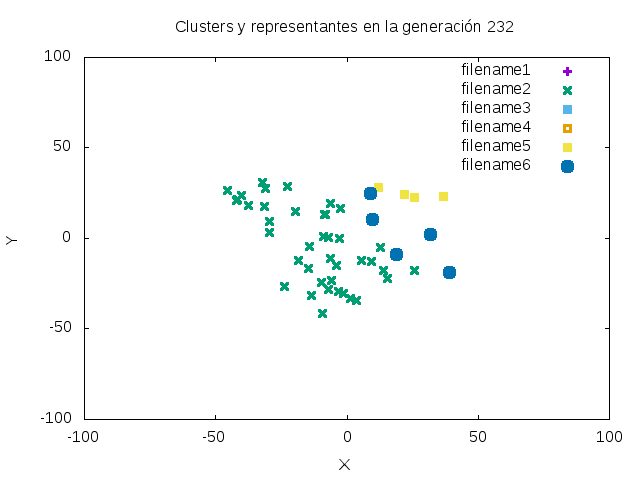 Clusters y representantes en la generación 232
100
50
0
-50
-100
-100
-50
0
50
100
Y
X
filename1
filename2
filename3
filename4
filename5
filename6